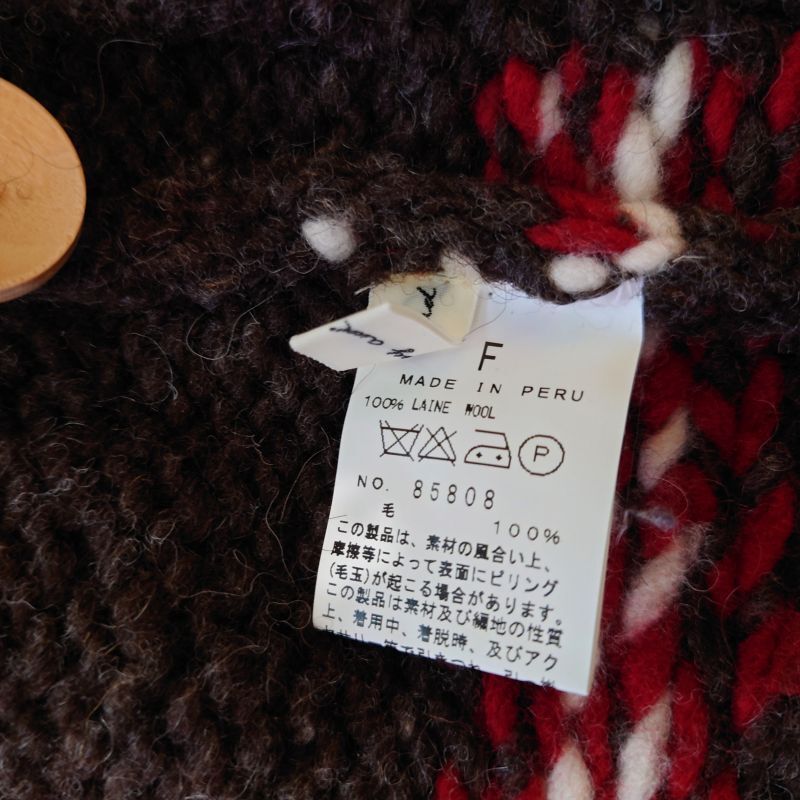 F
MADE IN PERU
100% LAINE WOOL
P
NO. 85808
毛 100%
この製品は、素材の風合い上、
摩擦等によって表面にピリング
(毛玉)が起こる場合があります。
この製品は素材及び編地の性質
上、着用中、着脱時、及びアク